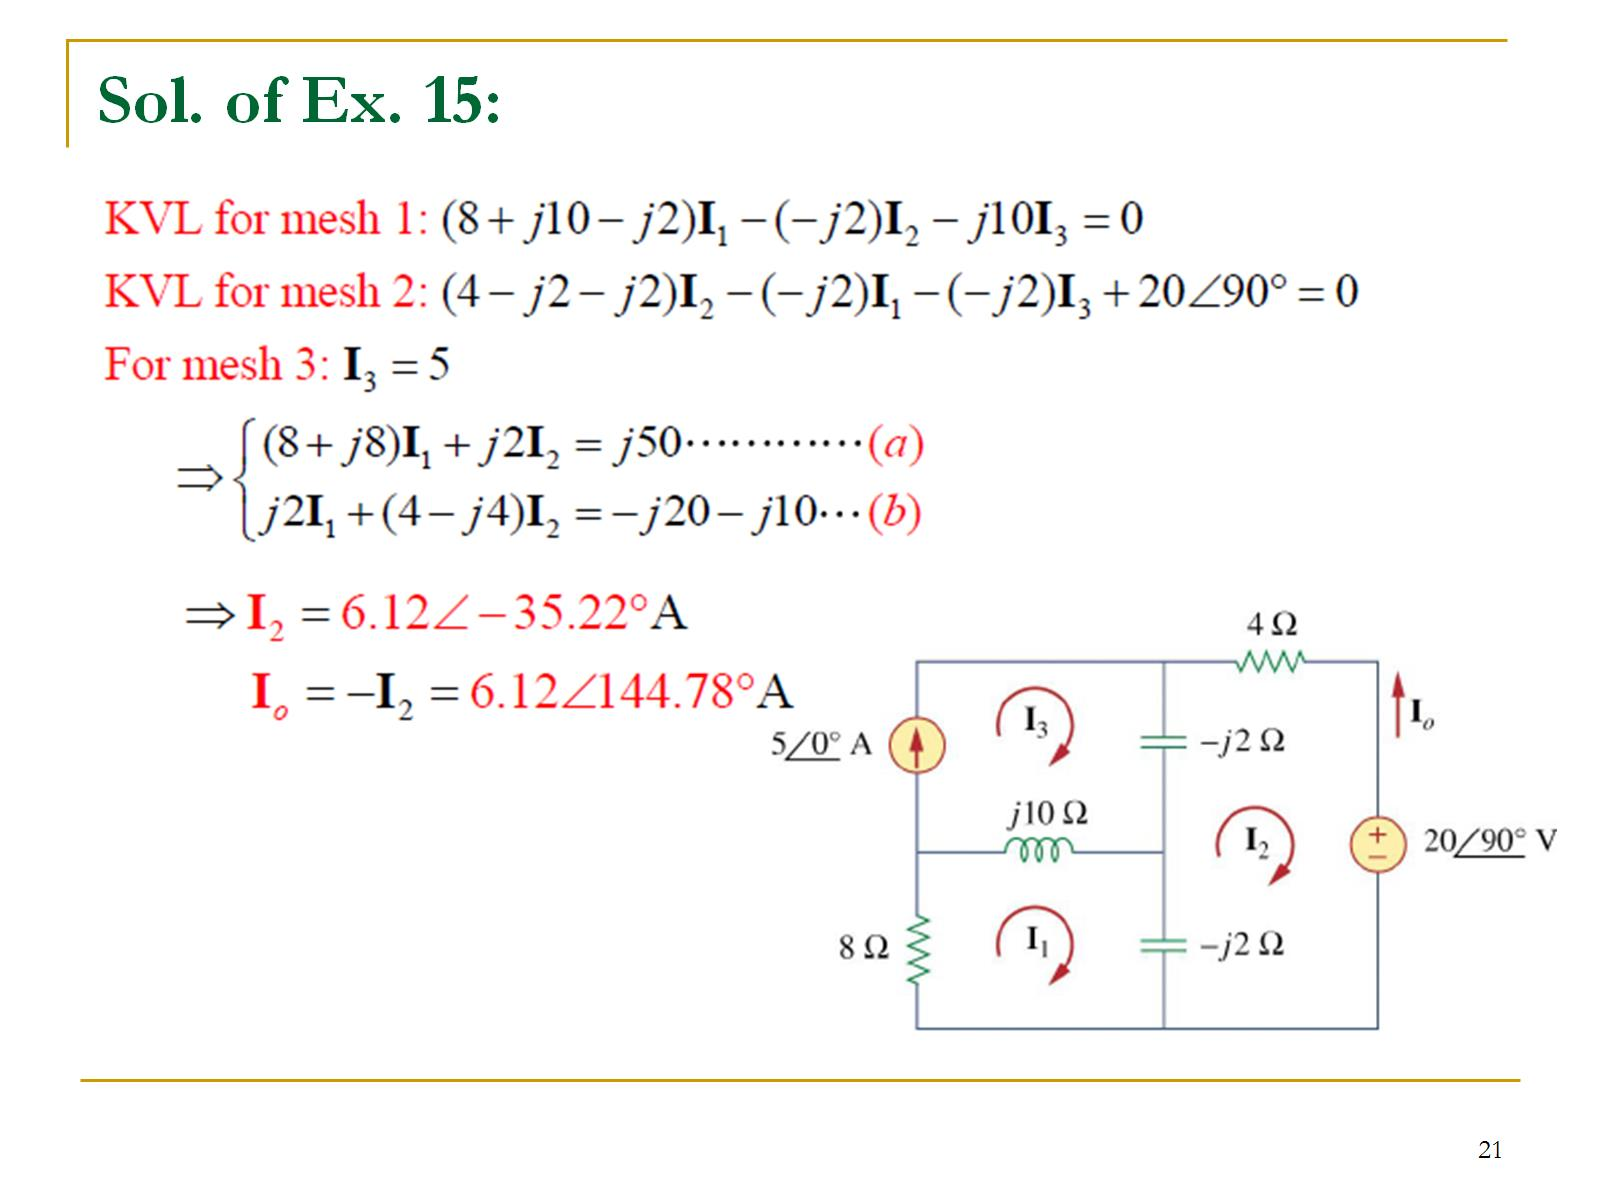 Sol. of Ex. 15:
KVL for mesh 1: (8 + j10 − j2)I₁ − (−j2)I₂ − j10I₃ = 0
KVL for mesh 2: (4 − j2 − j2)I₂ − (−j2)I₁ − (−j2)I₃ + 20∠90° = 0
For mesh 3: I₃ = 5
⇒ { (8 + j8)I₁ + j2I₂ = j50············(a)
j2I₁ + (4 − j4)I₂ = −j20 − j10···(b)
⇒ I₂ = 6.12∠−35.22°A
Iₒ = −I₂ = 6.12∠144.78°A
4 Ω
I₃
Iₒ
5∠0° A
−j2 Ω
j10 Ω
I₂
20∠90° V
+
−
8 Ω
I₁
−j2 Ω
21